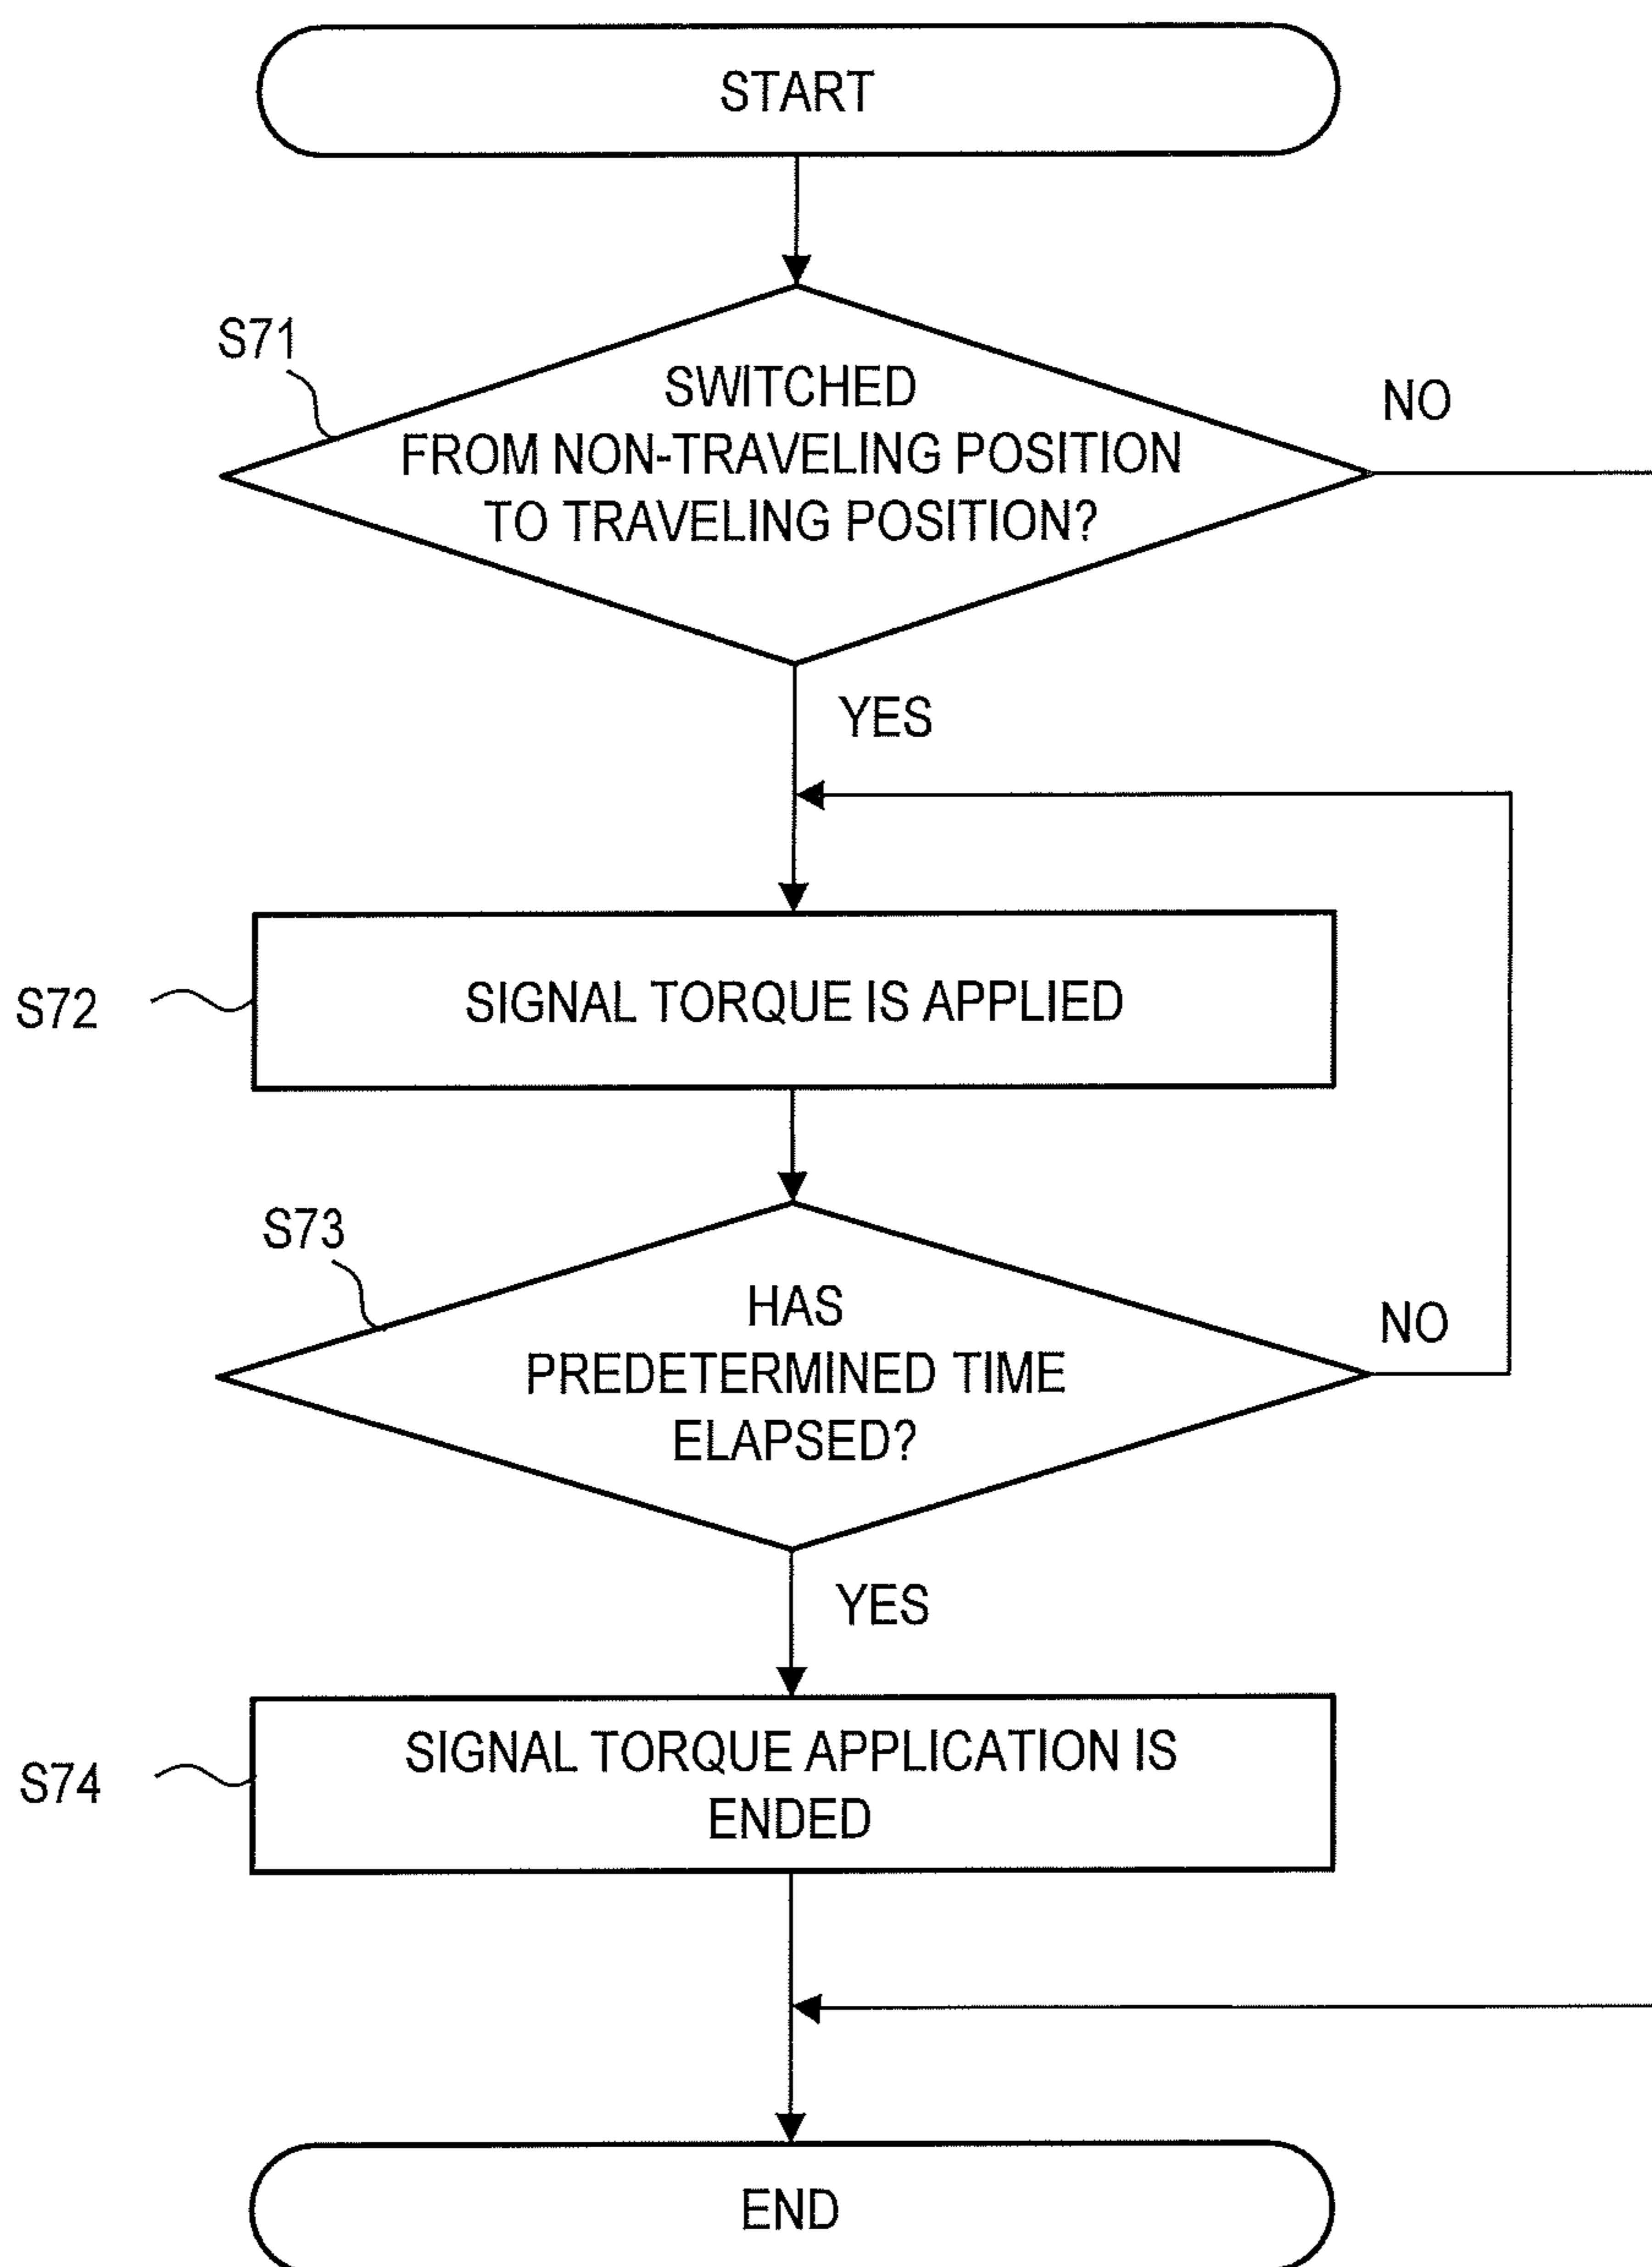 START
S71
SWITCHED
FROM NON-TRAVELING POSITION
TO TRAVELING POSITION?
NO
YES
S72
SIGNAL TORQUE IS APPLIED
S73
HAS
PREDETERMINED TIME
ELAPSED?
NO
YES
S74
SIGNAL TORQUE APPLICATION IS
ENDED
END